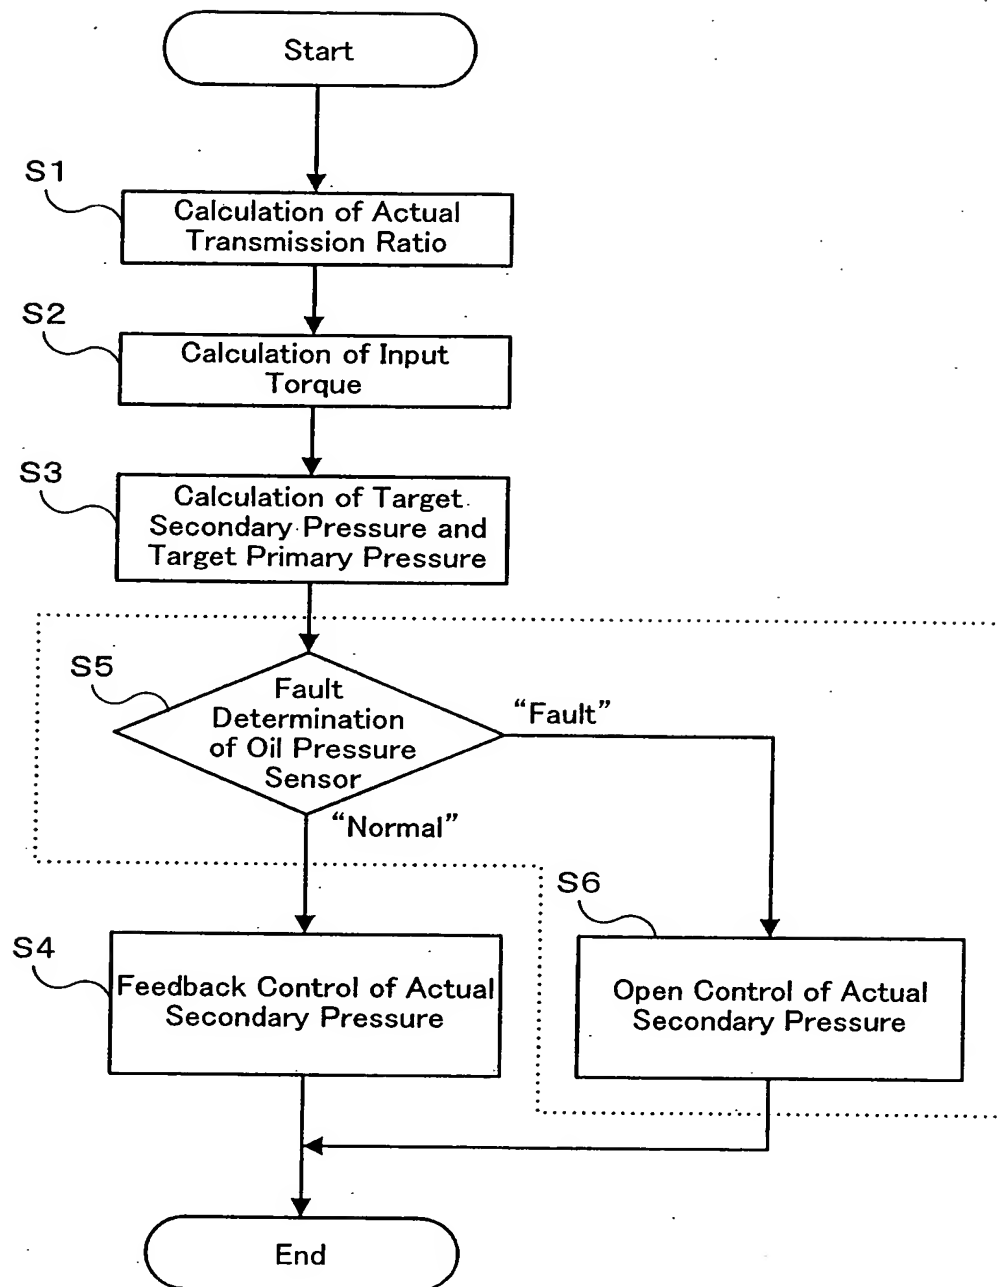 Start
S1
Calculation of Actual
Transmission Ratio
S2
Calculation of Input
Torque
S3
Calculation of Target
Secondary Pressure and
Target Primary Pressure
S5
Fault
Determination
of Oil Pressure
Sensor
“Fault”
“Normal”
S6
S4
Feedback Control of Actual
Secondary Pressure
Open Control of Actual
Secondary Pressure
End